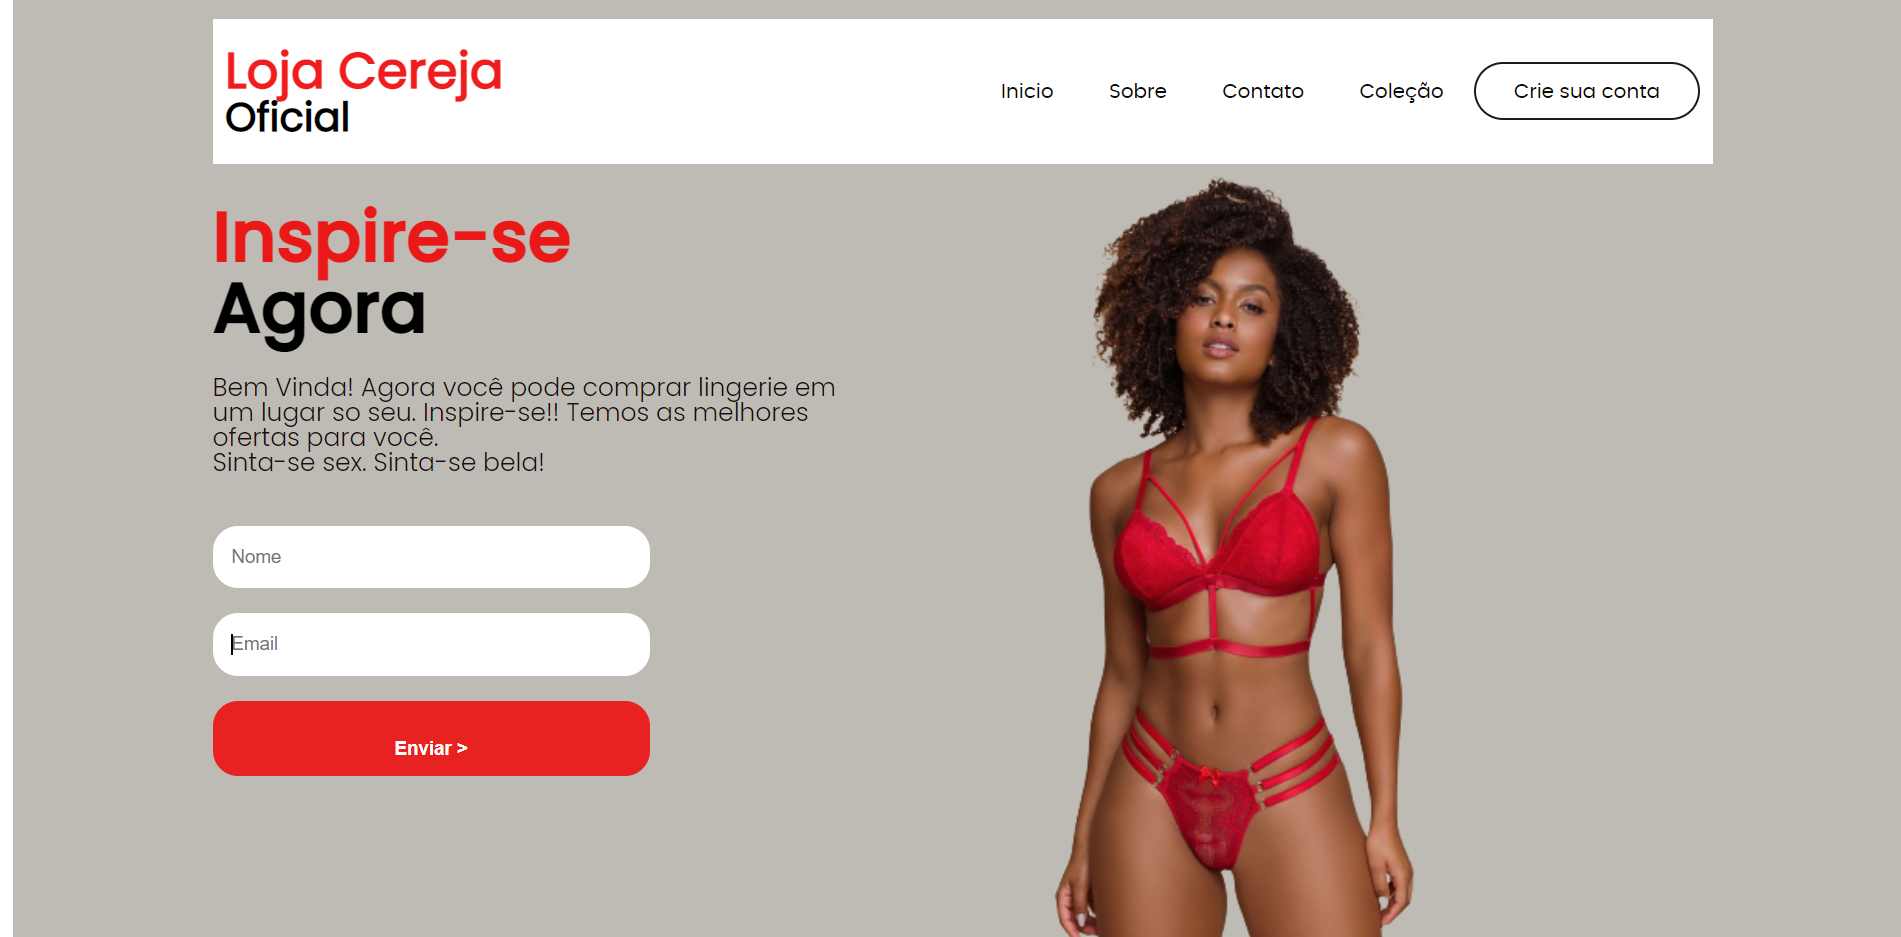 Loja Cereja
Oficial
Inicio Sobre Contato Coleção Crie sua conta
Inspire-se
Agora
Bem Vinda! Agora você pode comprar lingerie em
um lugar so seu. Inspire-se!! Temos as melhores
ofertas para você.
Sinta-se sex. Sinta-se bela!
Nome
Email
Enviar >